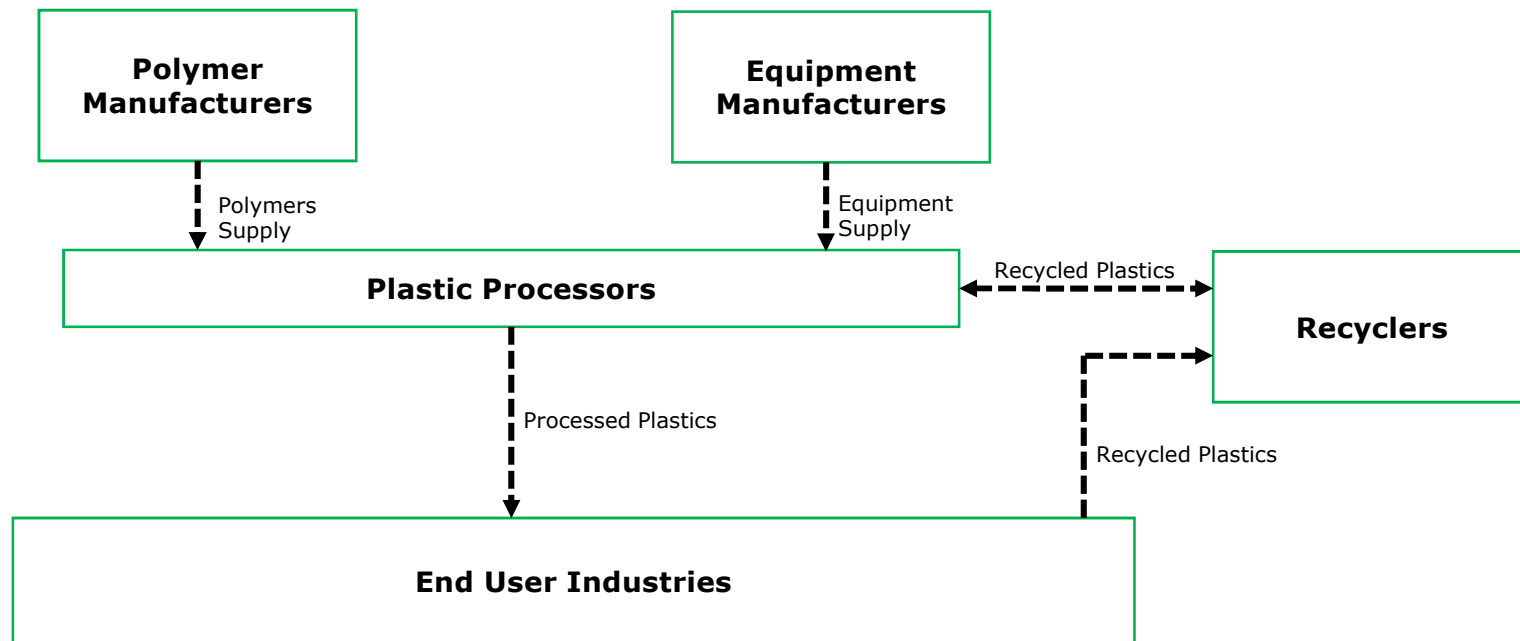 Polymer
Manufacturers
Equipment
Manufacturers
Polymers
Supply
Equipment
Supply
Plastic Processors
Recycled Plastics
Recyclers
Processed Plastics
Recycled Plastics
End User Industries